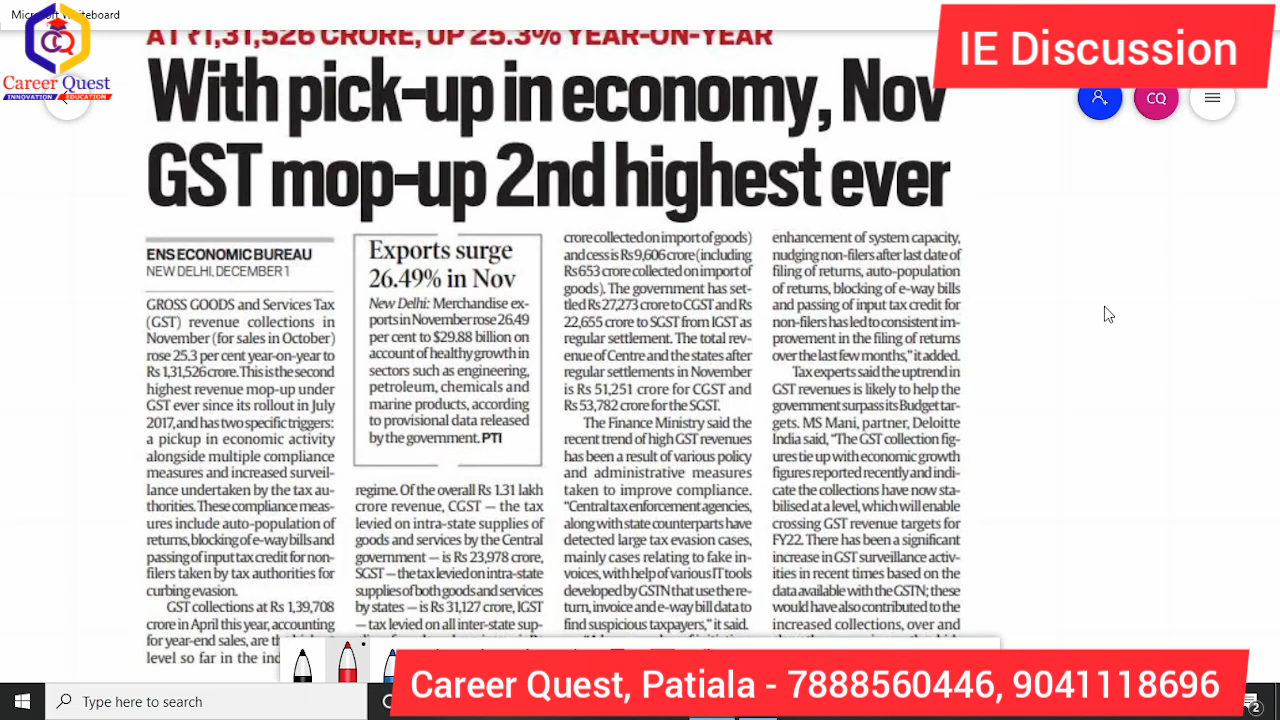 Microsoft Whiteboard
CQ
Career Quest
INNOVATION EDUCATION
IE Discussion
CQ
AT ₹1,31,526 CRORE, UP 25.3% YEAR-ON-YEAR
With pick-up in economy, Nov
GST mop-up 2nd highest ever
ENS ECONOMIC BUREAU
NEW DELHI, DECEMBER 1
GROSS GOODS and Services Tax
(GST) revenue collections in
November (for sales in October)
rose 25.3 per cent year-on-year to
Rs 1,31,526 crore. This is the second
highest revenue mop-up under
GST ever since its rollout in July
2017, and has two specific triggers:
a pickup in economic activity
alongside multiple compliance
measures and increased surveil-
lance undertaken by the tax au-
thorities. These compliance meas-
ures include auto-population of
returns, blocking of e-way bills and
passing of input tax credit for non-
filers taken by tax authorities for
curbing evasion.
GST collections at Rs 1,39,708
crore in April this year, accounting
for year-end sales, are the highest
level so far in the
Exports surge
26.49% in Nov
New Delhi: Merchandise ex-
ports in November rose 26.49
per cent to $29.88 billion on
account of healthy growth in
sectors such as engineering,
petroleum, chemicals and
marine products, according
to provisional data released
by the government. PTI
regime. Of the overall Rs 1.31 lakh
crore revenue, CGST — the tax
levied on intra-state supplies of
goods and services by the Central
government — is Rs 23,978 crore,
SGST — the tax levied on intra-state
supplies of both goods and services
by states — is Rs 31,127 crore, IGST
— tax levied on all inter-state sup-
crore collected on import of goods)
and cess is Rs 9,606 crore (including
Rs 653 crore collected on import of
goods). The government has set-
tled Rs 27,273 crore to CGST and Rs
22,655 crore to SGST from IGST as
regular settlement. The total rev-
enue of Centre and the states after
regular settlements in November
is Rs 51,251 crore for CGST and
Rs 53,782 crore for the SGST.
The Finance Ministry said the
recent trend of high GST revenues
has been a result of various policy
and administrative measures
taken to improve compliance.
“Central tax enforcement agencies,
along with state counterparts have
detected large tax evasion cases,
mainly cases relating to fake in-
voices, with help of various IT tools
developed by GSTN that use the re-
turn, invoice and e-way bill data to
find suspicious taxpayers,” it said.
enhancement of system capacity,
nudging non-filers after last date of
filing of returns, auto-population
of returns, blocking of e-way bills
and passing of input tax credit for
non-filers has led to consistent im-
provement in the filing of returns
over the last few months,” it added.
Tax experts said the uptrend in
GST revenues is likely to help the
government surpass its Budget tar-
gets. MS Mani, partner, Deloitte
India said, “The GST collection fig-
ures tie up with economic growth
figures reported recently and indi-
cate the collections have now sta-
bilised at a level, which will enable
crossing GST revenue targets for
FY22. There has been a significant
increase in GST surveillance activ-
ities in recent times based on the
data available with the GSTN; these
would have also contributed to the
increased collections, over and
Career Quest, Patiala - 7888560446, 9041118696
Type here to search
2